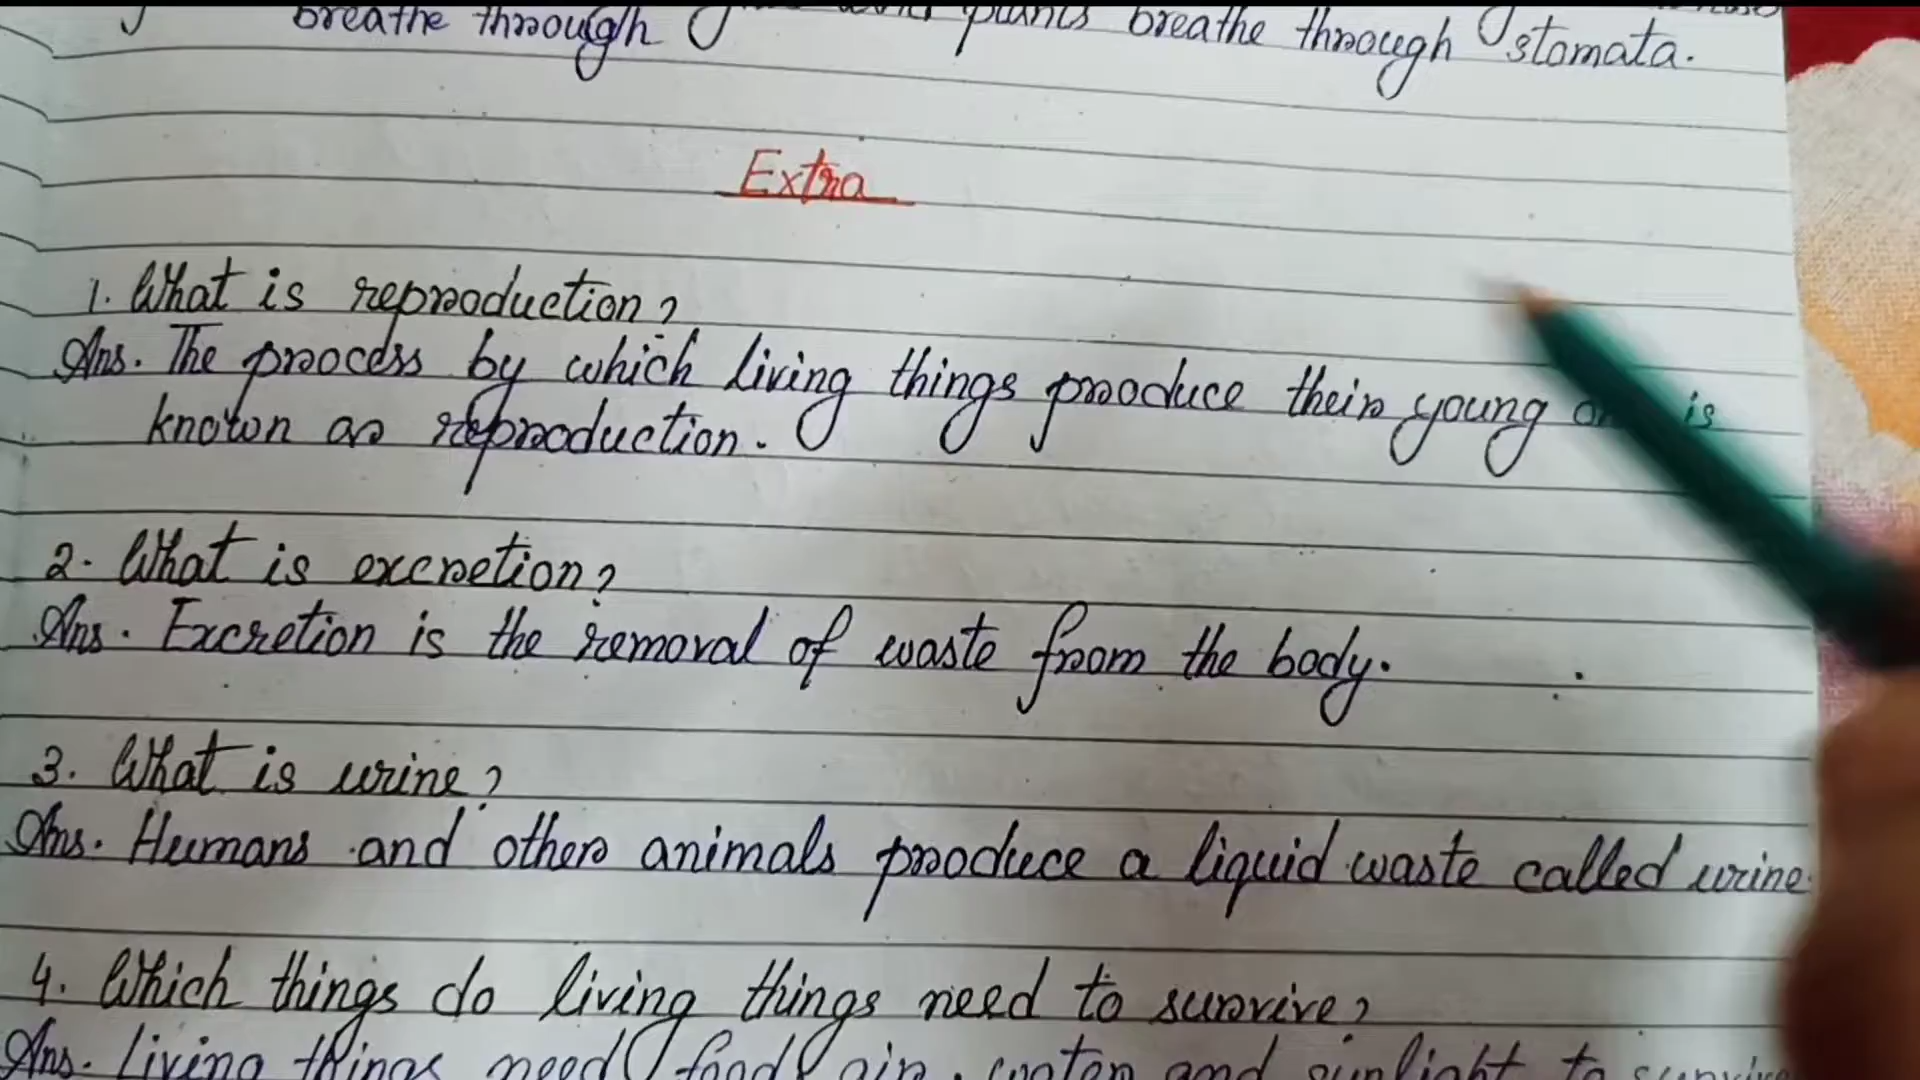 breathe through plants breathe through stomata.
Extra
1. What is reproduction?
Ans. The process by which living things produce their young is
known as reproduction.
2. What is excretion?
Ans. Excretion is the removal of waste from the body.
3. What is urine?
Ans. Humans and other animals produce a liquid waste called urine.
4. Which things do living things need to survive?
Ans. Living things need food, air, water and sunlight to survive